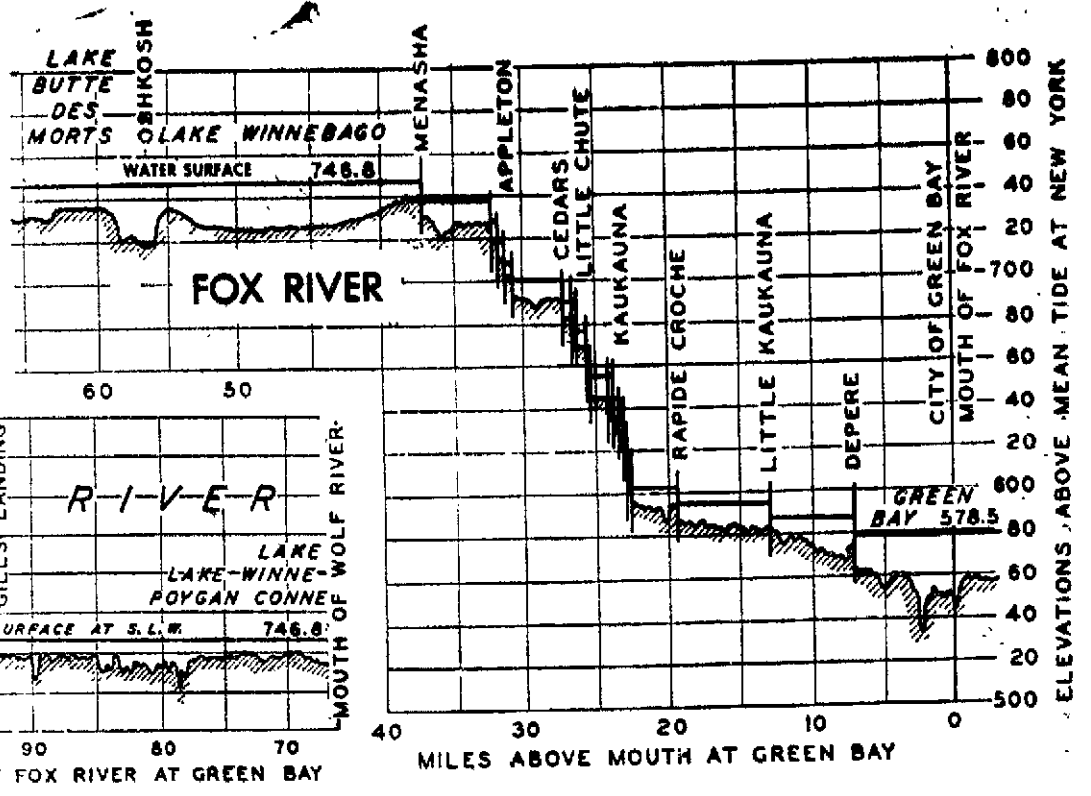 LAKE
BUTTE
DES
MORTS
OSHKOSH
LAKE WINNEBAGO
WATER SURFACE 746.8
MENASHA
APPLETON
CEDARS
LITTLE CHUTE
KAUKAUNA
RAPIDE CROCHE
LITTLE KAUKAUNA
DEPERE
CITY OF GREEN BAY
MOUTH OF FOX RIVER
FOX RIVER
800
80
60
40
20
700
80
60
40
20
600
80
60
40
20
500
ELEVATIONS, ABOVE MEAN TIDE AT NEW YORK
GREEN
BAY 578.5
60 50
40 30 20 10 0
MILES ABOVE MOUTH AT GREEN BAY
LANDING
R-I-V-E-R
LAKE
LAKE-WINNE-
POYGAN CONNE
URFACE AT S.L.W. 746.8
MOUTH OF WOLF RIVER
90 80 70
FOX RIVER AT GREEN BAY